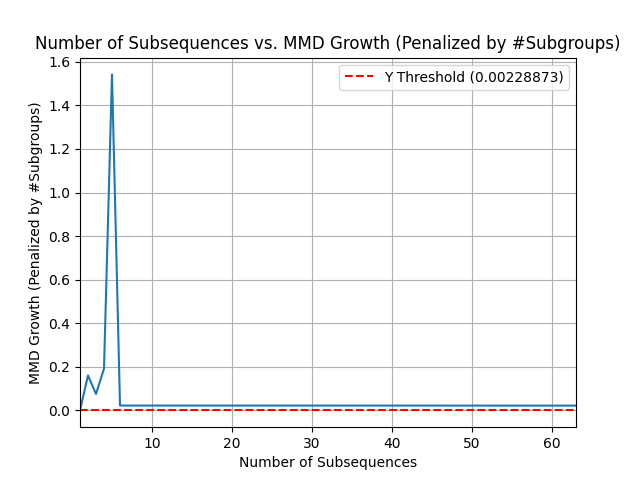 Number of Subsequences vs. MMD Growth (Penalized by #Subgroups)
MMD Growth (Penalized by #Subgroups)
1.6
1.4
1.2
1.0
0.8
0.6
0.4
0.2
0.0
Y Threshold (0.00228873)
10 20 30 40 50 60
Number of Subsequences